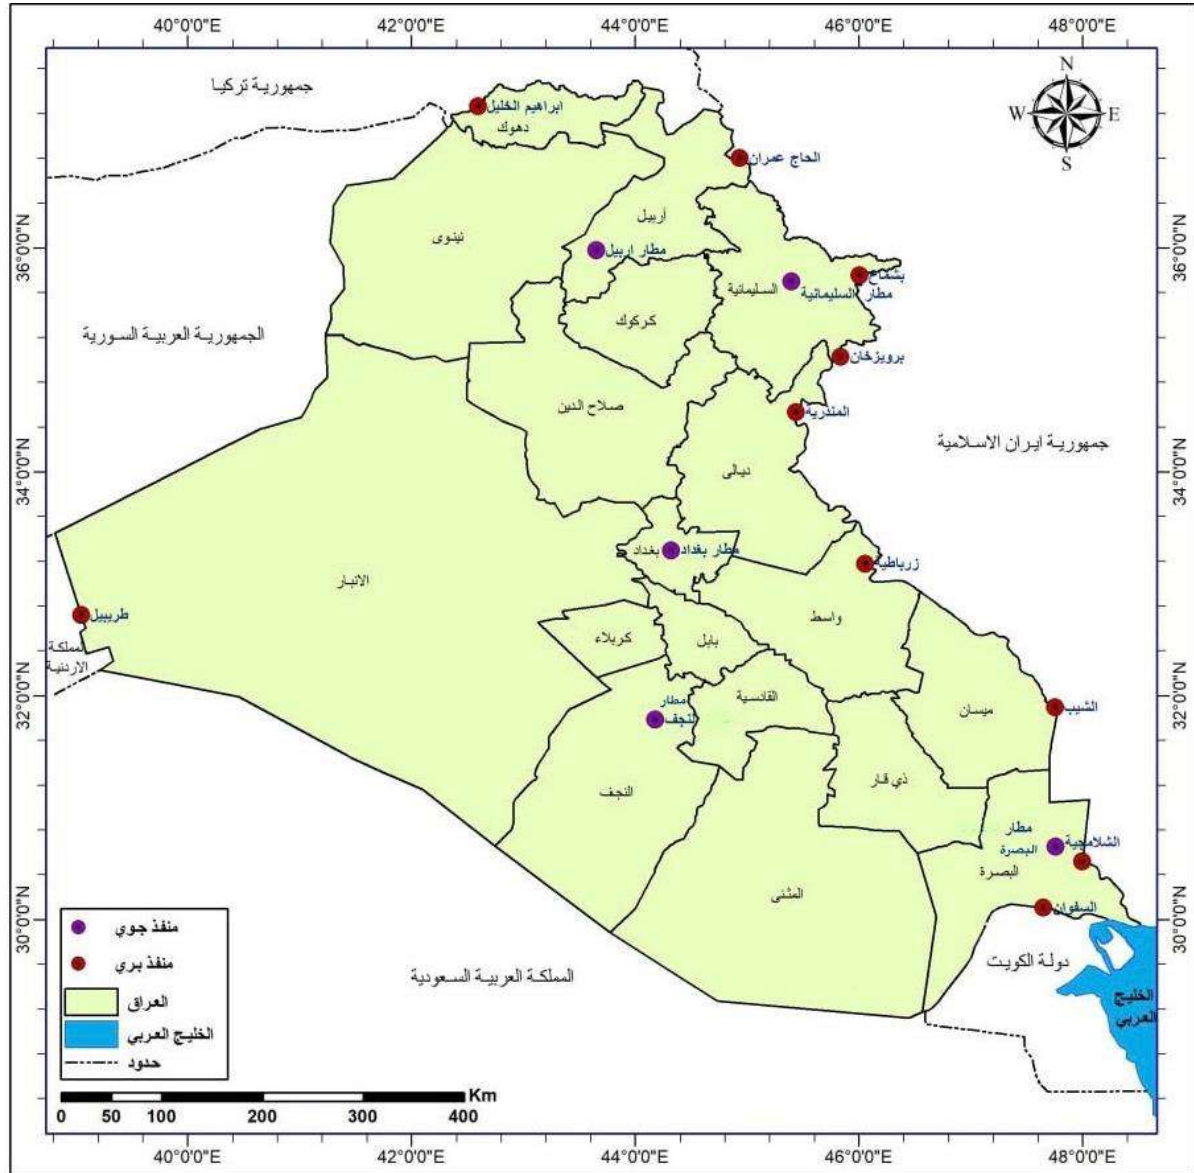 40°0'0"E 42°0'0"E 44°0'0"E 46°0'0"E 48°0'0"E
N
W E
S
جمهورية تركيا
ابراهيم الخليل
دهوك
الحاج عمران
أربيل
نينوى
36°0'0"N 36°0'0"N
مطار اربيل
بشماخ
السليمانية
مطار السليمانية
كركوك
الجمهورية العربية السورية
برويزخان
صلاح الدين
المنذرية
جمهورية ايران الاسلامية
34°0'0"N 34°0'0"N
ديالى
بغداد
مطار بغداد
زرباطية
الانبار
طريبيل
واسط
بابل
كربلاء
المملكة
الاردنية
32°0'0"N 32°0'0"N
القادسية
مطار
النجف
ميسان
الشيب
ذي قار
النجف
مطار
البصرة
الشلامجية
البصرة
المثنى
السفوان
30°0'0"N 30°0'0"N
دولة الكويت
المملكة العربية السعودية
الخليج
العربي
منفذ جوي
منفذ بري
العراق
الخليج العربي
حدود
Km
0 50 100 200 300 400
40°0'0"E 42°0'0"E 44°0'0"E 46°0'0"E 48°0'0"E